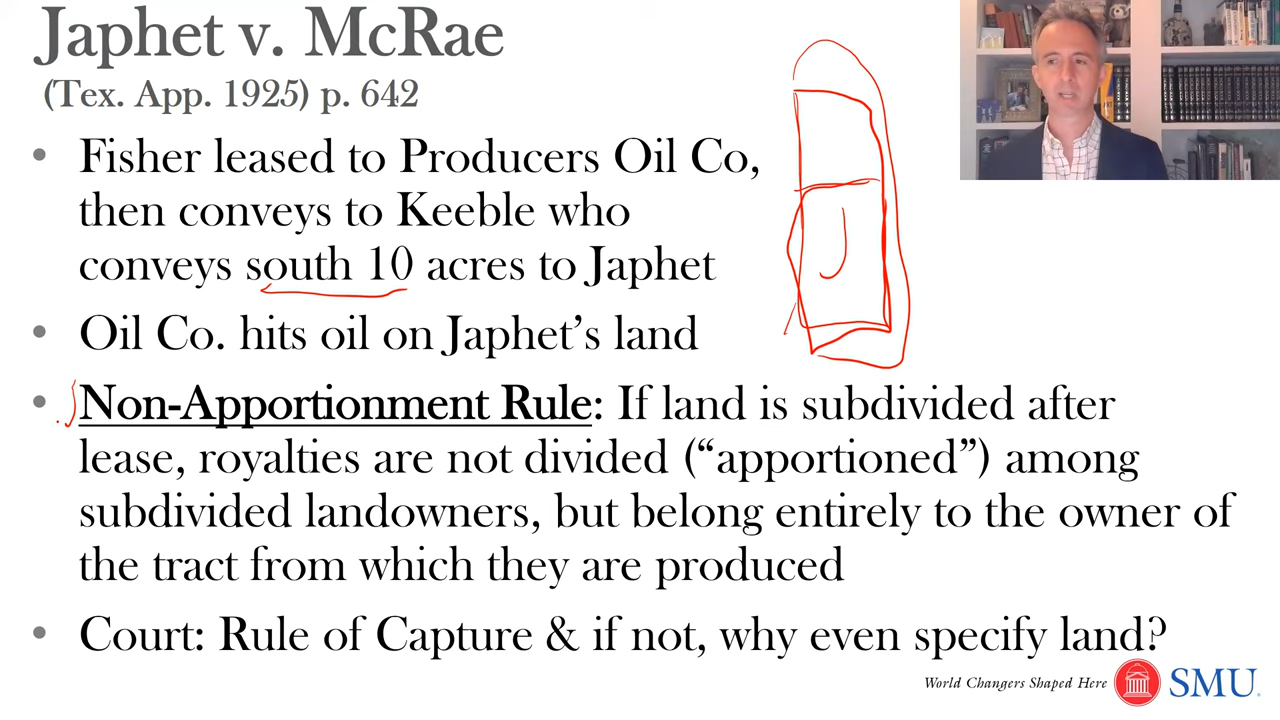 Japhet v. McRae
(Tex. App. 1925) p. 642
• Fisher leased to Producers Oil Co,
then conveys to Keeble who
conveys south 10 acres to Japhet
J
• Oil Co. hits oil on Japhet's land
• Non-Apportionment Rule: If land is subdivided after
lease, royalties are not divided (“apportioned”) among
subdivided landowners, but belong entirely to the owner of
the tract from which they are produced
• Court: Rule of Capture & if not, why even specify land?
World Changers Shaped Here SMU.